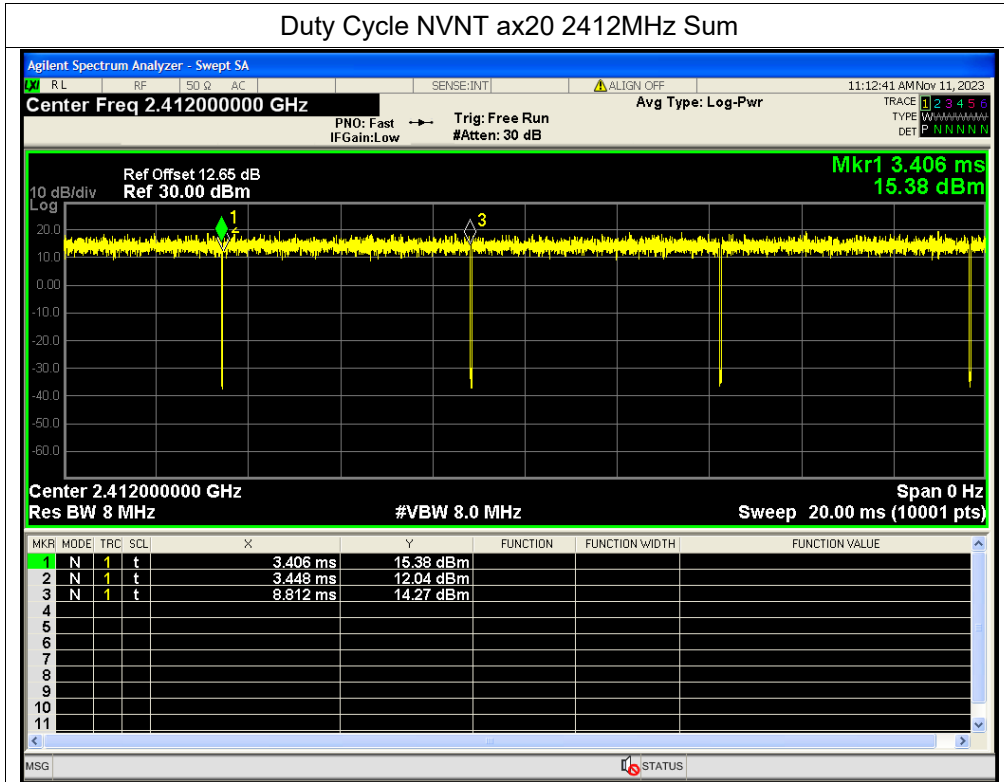 Duty Cycle NVNT ax20 2412MHz Sum
Agilent Spectrum Analyzer - Swept SA
LXI RL RF 50 Ω AC SENSE:INT ALIGN OFF 11:12:41 AM Nov 11, 2023
Center Freq 2.412000000 GHz Avg Type: Log-Pwr TRACE 1 2 3 4 5 6
PNO: Fast Trig: Free Run TYPE WWWWWW
IFGain:Low #Atten: 30 dB DET P N N N N N
Mkr1 3.406 ms
Ref Offset 12.65 dB
10 dB/div Ref 30.00 dBm 15.38 dBm
Log
1
2
3
20.0
10.0
0.00
-10.0
-20.0
-30.0
-40.0
-50.0
-60.0
Center 2.412000000 GHz Span 0 Hz
Res BW 8 MHz #VBW 8.0 MHz Sweep 20.00 ms (10001 pts)
MKR MODE TRC SCL X Y FUNCTION FUNCTION WIDTH FUNCTION VALUE
1 N 1 t 3.406 ms 15.38 dBm
2 N 1 t 3.448 ms 12.04 dBm
3 N 1 t 8.812 ms 14.27 dBm
4
5
6
7
8
9
10
11
MSG STATUS